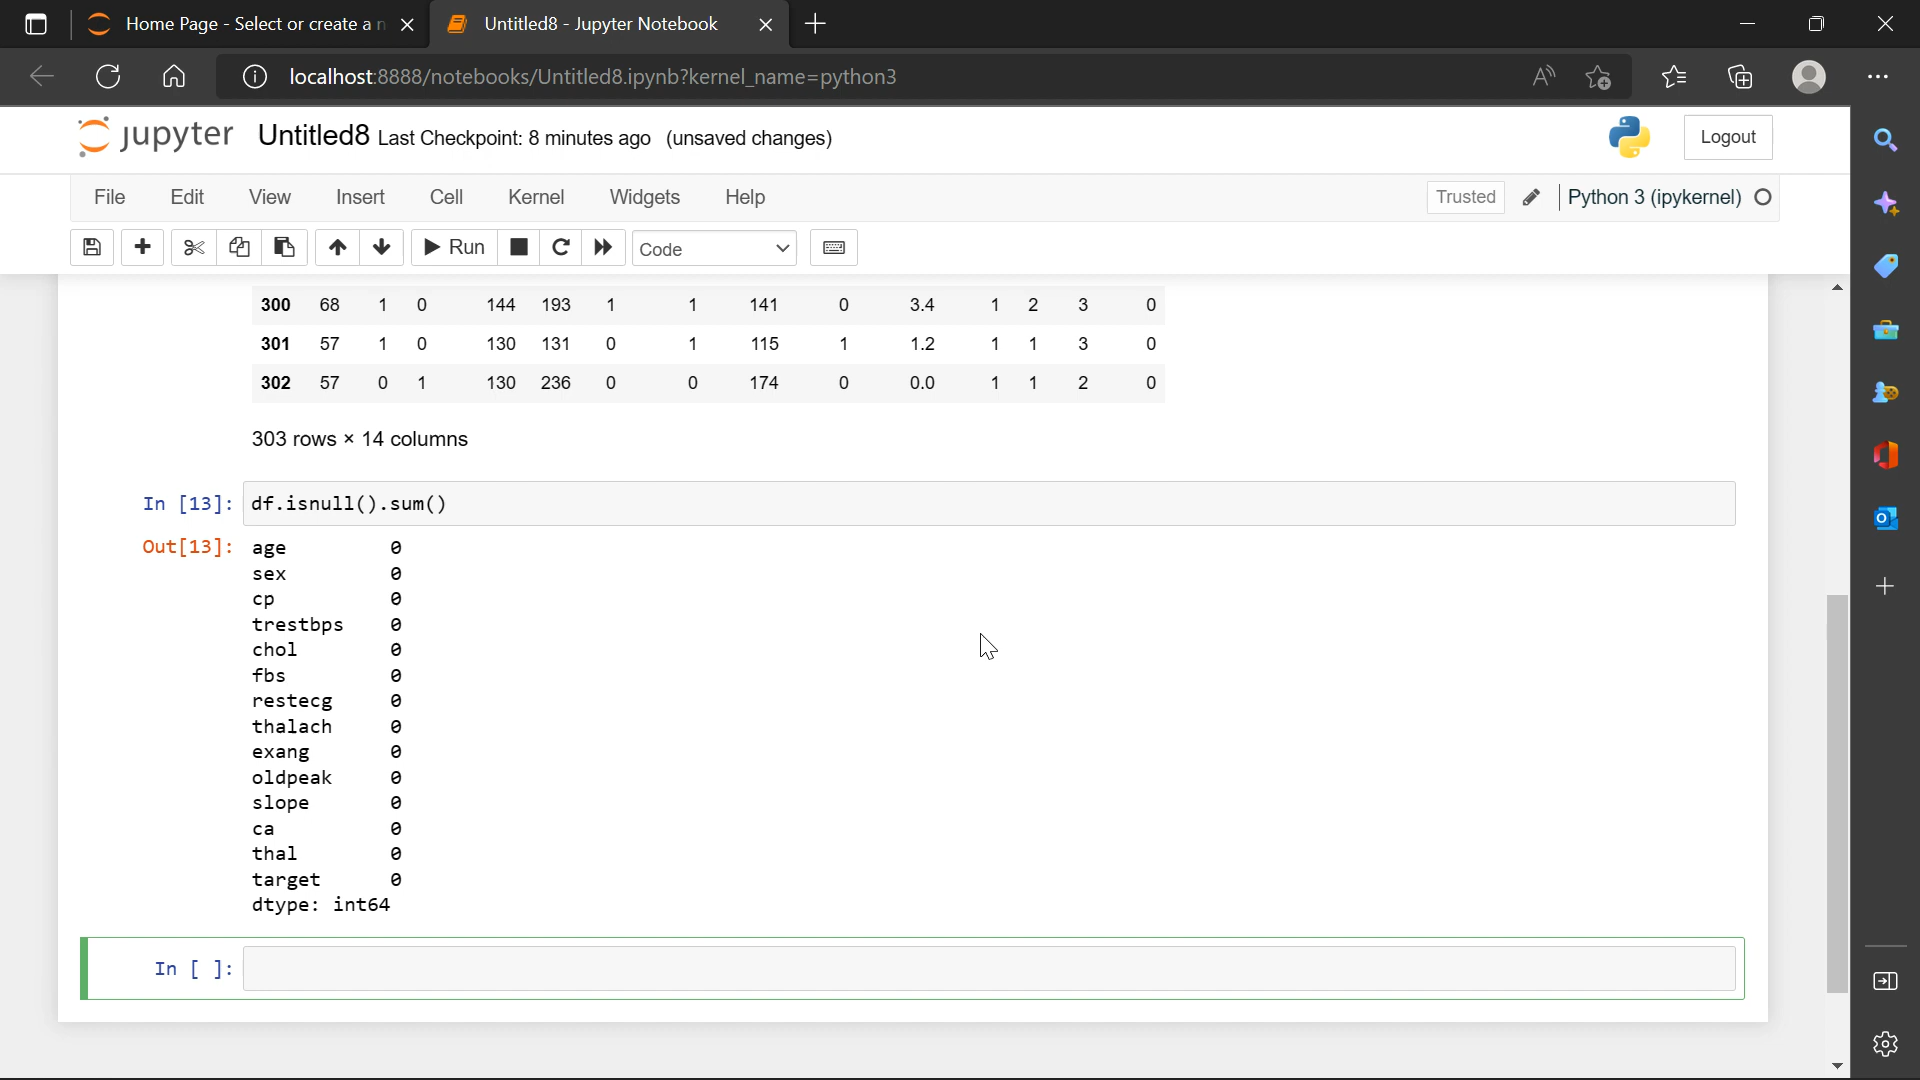 Home Page - Select or create a n
Untitled8 - Jupyter Notebook
localhost:8888/notebooks/Untitled8.ipynb?kernel_name=python3
jupyter Untitled8 Last Checkpoint: 8 minutes ago (unsaved changes)
Logout
File Edit View Insert Cell Kernel Widgets Help
Trusted Python 3 (ipykernel)
Run Code
300 68 1 0 144 193 1 1 141 0 3.4 1 2 3 0
301 57 1 0 130 131 0 1 115 1 1.2 1 1 3 0
302 57 0 1 130 236 0 0 174 0 0.0 1 1 2 0
303 rows × 14 columns
In [13]: df.isnull().sum()
Out[13]: age 0
sex 0
cp 0
trestbps 0
chol 0
fbs 0
restecg 0
thalach 0
exang 0
oldpeak 0
slope 0
ca 0
thal 0
target 0
dtype: int64
In [ ]: